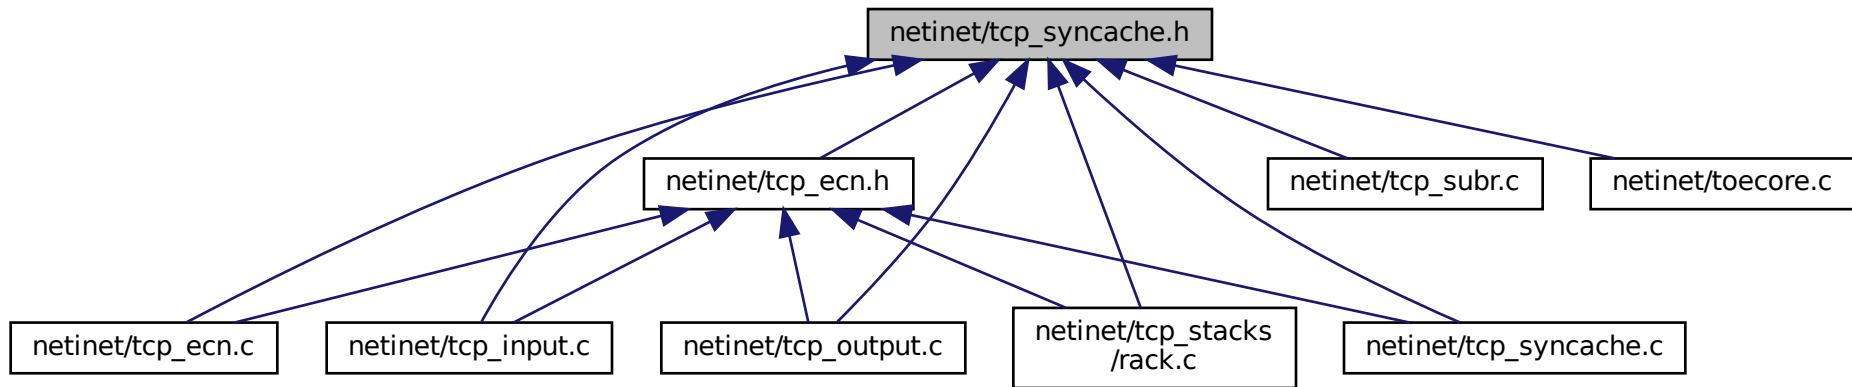 netinet/tcp_syncache.h
netinet/tcp_ecn.h
netinet/tcp_subr.c
netinet/toecore.c
netinet/tcp_ecn.c
netinet/tcp_input.c
netinet/tcp_output.c
netinet/tcp_stacks
/rack.c
netinet/tcp_syncache.c